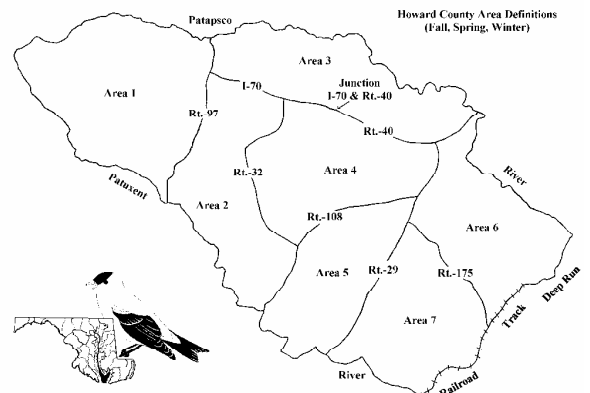 Howard County Area Definitions
(Fall, Spring, Winter)
Patapsco
Area 3
Junction
I-70 & Rt.-40
I-70
Area 1
Rt.-97
Rt.-40
Rt.-32
Area 4
River
Patuxent
Area 2
Rt.-108
Area 6
Area 5
Rt.-29
Rt.-175
Deep Run
Track
Area 7
River
Railroad